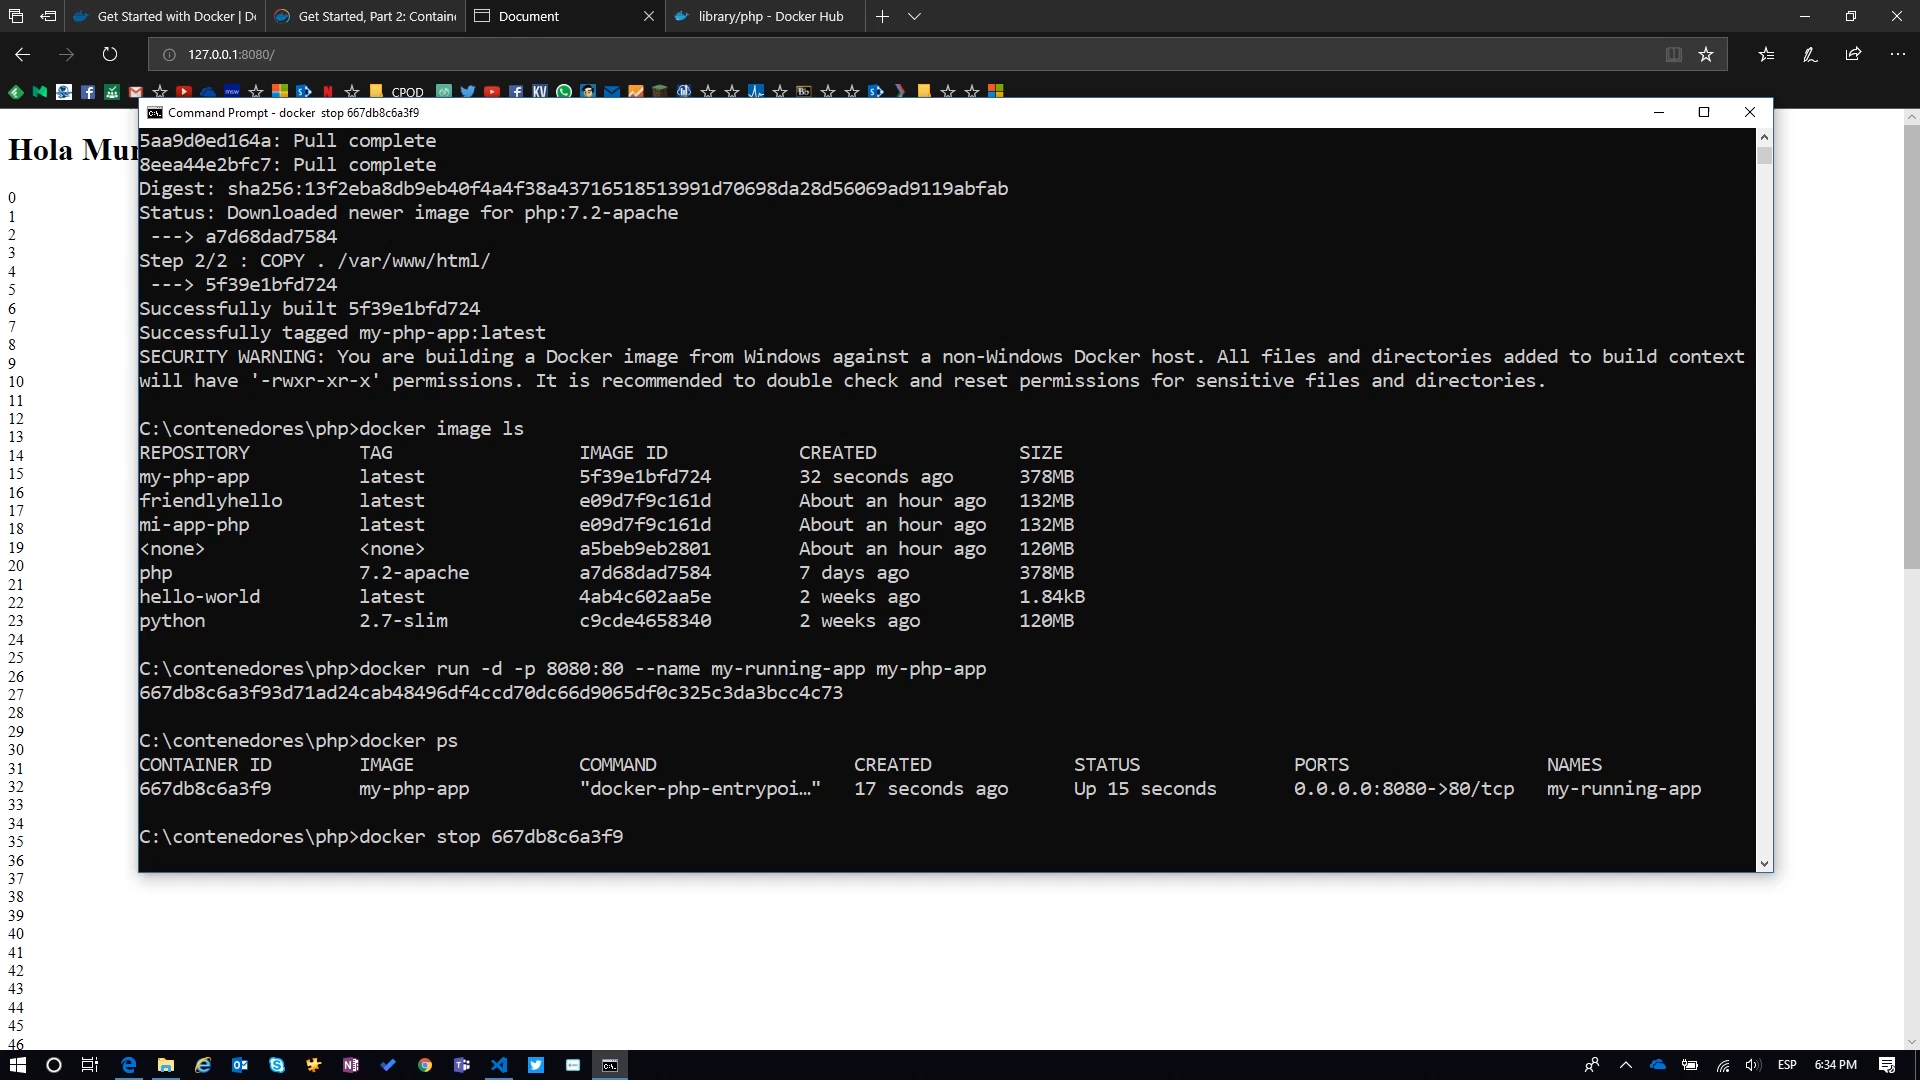 Get Started with Docker | Do
Get Started, Part 2: Containe
Document
library/php - Docker Hub
127.0.0.1:8080/
CPOD
Command Prompt - docker  stop 667db8c6a3f9
Hola Mu
5aa9d0ed164a: Pull complete
8eea44e2bfc7: Pull complete
Digest: sha256:13f2eba8db9eb40f4a4f38a43716518513991d70698da28d56069ad9119abfab
Status: Downloaded newer image for php:7.2-apache
---> a7d68dad7584
Step 2/2 : COPY . /var/www/html/
---> 5f39e1bfd724
Successfully built 5f39e1bfd724
Successfully tagged my-php-app:latest
SECURITY WARNING: You are building a Docker image from Windows against a non-Windows Docker host. All files and directories added to build context
will have '-rwxr-xr-x' permissions. It is recommended to double check and reset permissions for sensitive files and directories.
C:\contenedores\php>docker image ls
REPOSITORY TAG IMAGE ID CREATED SIZE
my-php-app latest 5f39e1bfd724 32 seconds ago 378MB
friendlyhello latest e09d7f9c161d About an hour ago 132MB
mi-app-php latest e09d7f9c161d About an hour ago 132MB
<none> <none> a5beb9eb2801 About an hour ago 120MB
php 7.2-apache a7d68dad7584 7 days ago 378MB
hello-world latest 4ab4c602aa5e 2 weeks ago 1.84kB
python 2.7-slim c9cde4658340 2 weeks ago 120MB
C:\contenedores\php>docker run -d -p 8080:80 --name my-running-app my-php-app
667db8c6a3f93d71ad24cab48496df4ccd70dc66d9065df0c325c3da3bcc4c73
C:\contenedores\php>docker ps
CONTAINER ID IMAGE COMMAND CREATED STATUS PORTS NAMES
667db8c6a3f9 my-php-app "docker-php-entrypoi…" 17 seconds ago Up 15 seconds 0.0.0.0:8080->80/tcp my-running-app
C:\contenedores\php>docker stop 667db8c6a3f9
0
1
2
3
4
5
6
7
8
9
10
11
12
13
14
15
16
17
18
19
20
21
22
23
24
25
26
27
28
29
30
31
32
33
34
35
36
37
38
39
40
41
42
43
44
45
46
ESP
6:34 PM